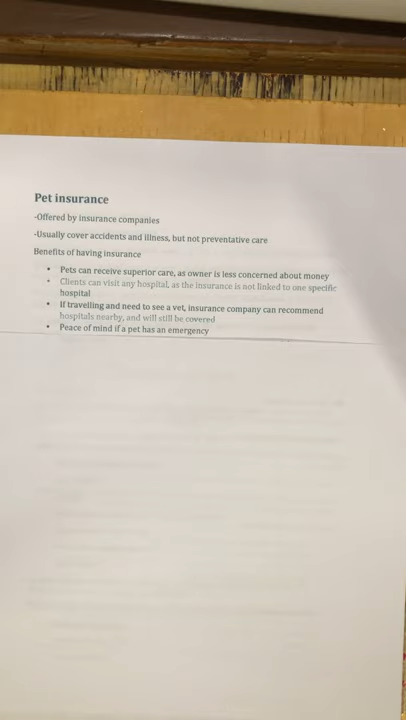 Pet insurance
-Offered by insurance companies
-Usually cover accidents and illness, but not preventative care
Benefits of having insurance
• Pets can receive superior care, as owner is less concerned about money
• Clients can visit any hospital, as the insurance is not linked to one specific
hospital
• If travelling and need to see a vet, insurance company can recommend
hospitals nearby, and will still be covered
• Peace of mind if a pet has an emergency